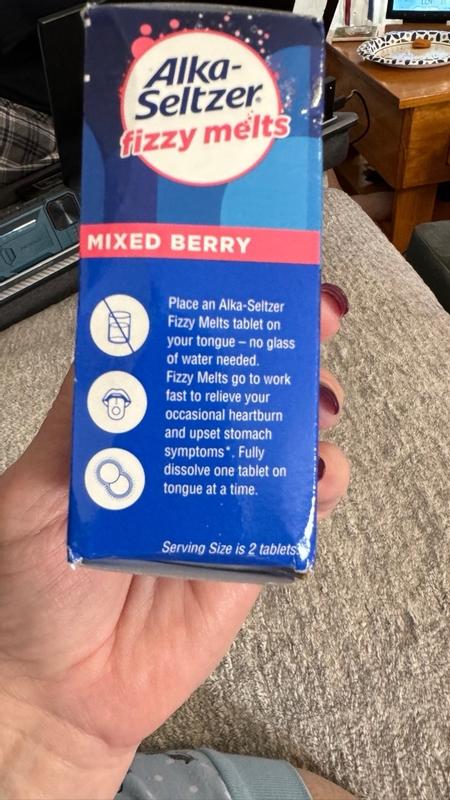 Alka-
Seltzer®
fizzy melts
MIXED BERRY
Place an Alka-Seltzer
Fizzy Melts tablet on
your tongue – no glass
of water needed.
Fizzy Melts go to work
fast to relieve your
occasional heartburn
and upset stomach
symptoms*. Fully
dissolve one tablet on
tongue at a time.
Serving Size is 2 tablets.